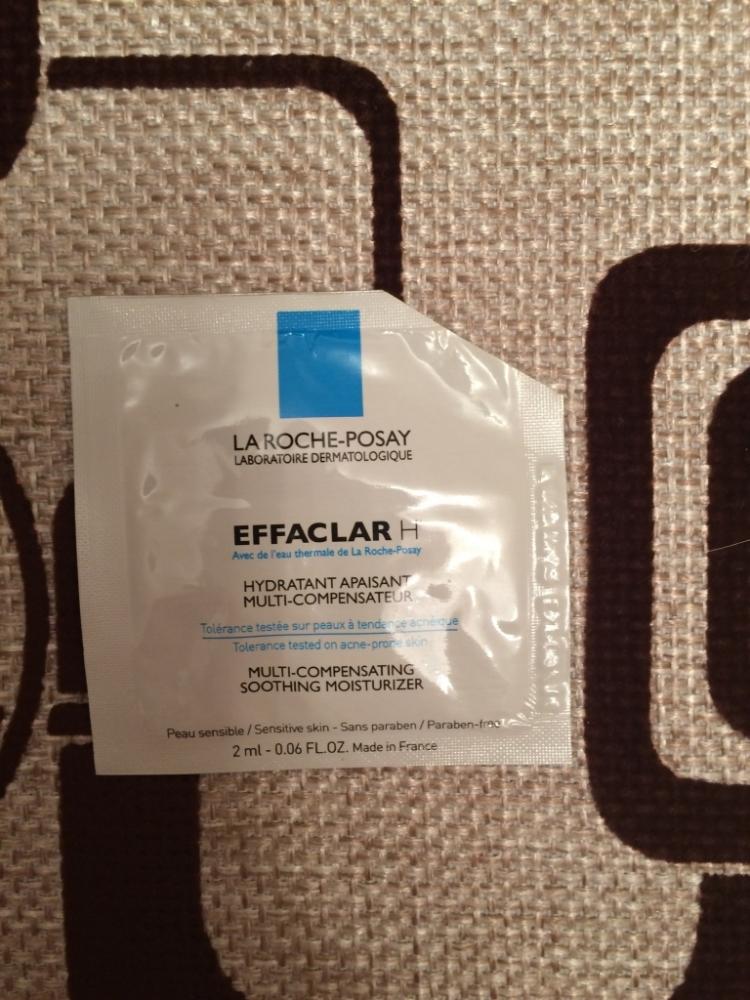 LA ROCHE-POSAY
LABORATOIRE DERMATOLOGIQUE
EFFACLAR H
Avec de l'eau thermale de La Roche-Posay
HYDRATANT APAISANT
MULTI-COMPENSATEUR
Tolérance testée sur peaux à tendance acnéique
Tolerance tested on acne-prone skin
MULTI-COMPENSATING
SOOTHING MOISTURIZER
Peau sensible / Sensitive skin - Sans paraben / Paraben-free
2 ml - 0.06 FL.OZ. Made in France